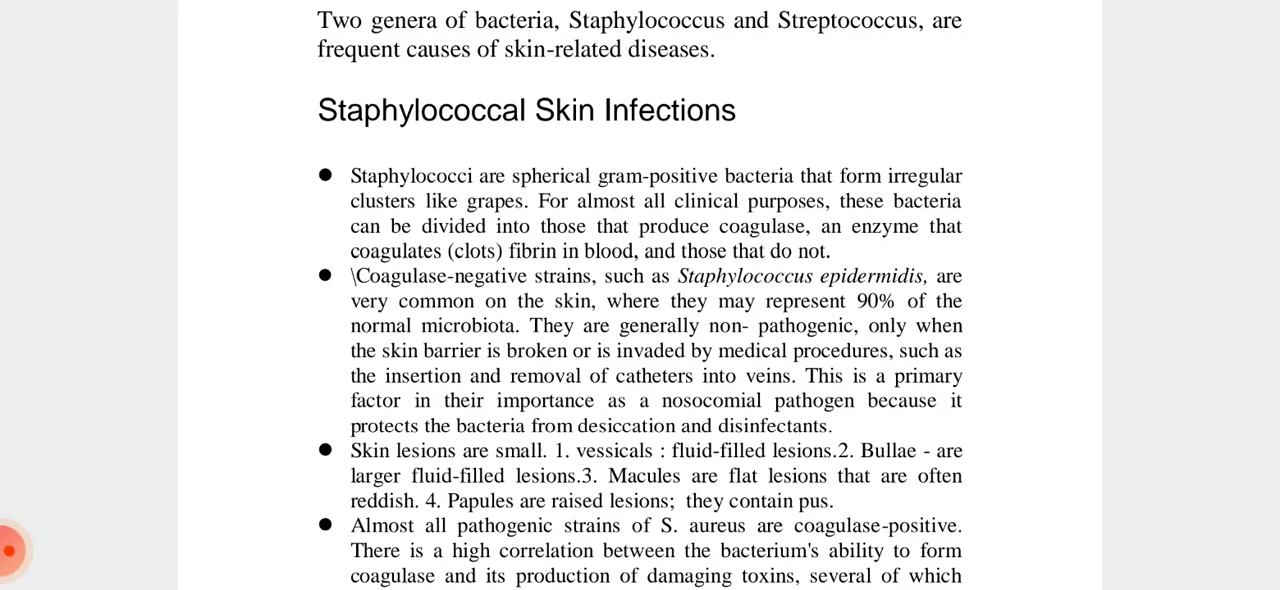 Two genera of bacteria, Staphylococcus and Streptococcus, are
frequent causes of skin-related diseases.
Staphylococcal Skin Infections
● Staphylococci are spherical gram-positive bacteria that form irregular
clusters like grapes. For almost all clinical purposes, these bacteria
can be divided into those that produce coagulase, an enzyme that
coagulates (clots) fibrin in blood, and those that do not.
● \Coagulase-negative strains, such as Staphylococcus epidermidis, are
very common on the skin, where they may represent 90% of the
normal microbiota. They are generally non- pathogenic, only when
the skin barrier is broken or is invaded by medical procedures, such as
the insertion and removal of catheters into veins. This is a primary
factor in their importance as a nosocomial pathogen because it
protects the bacteria from desiccation and disinfectants.
● Skin lesions are small. 1. vessicals : fluid-filled lesions.2. Bullae - are
larger fluid-filled lesions.3. Macules are flat lesions that are often
reddish. 4. Papules are raised lesions;  they contain pus.
● Almost all pathogenic strains of S. aureus are coagulase-positive.
There is a high correlation between the bacterium's ability to form
coagulase and its production of damaging toxins, several of which